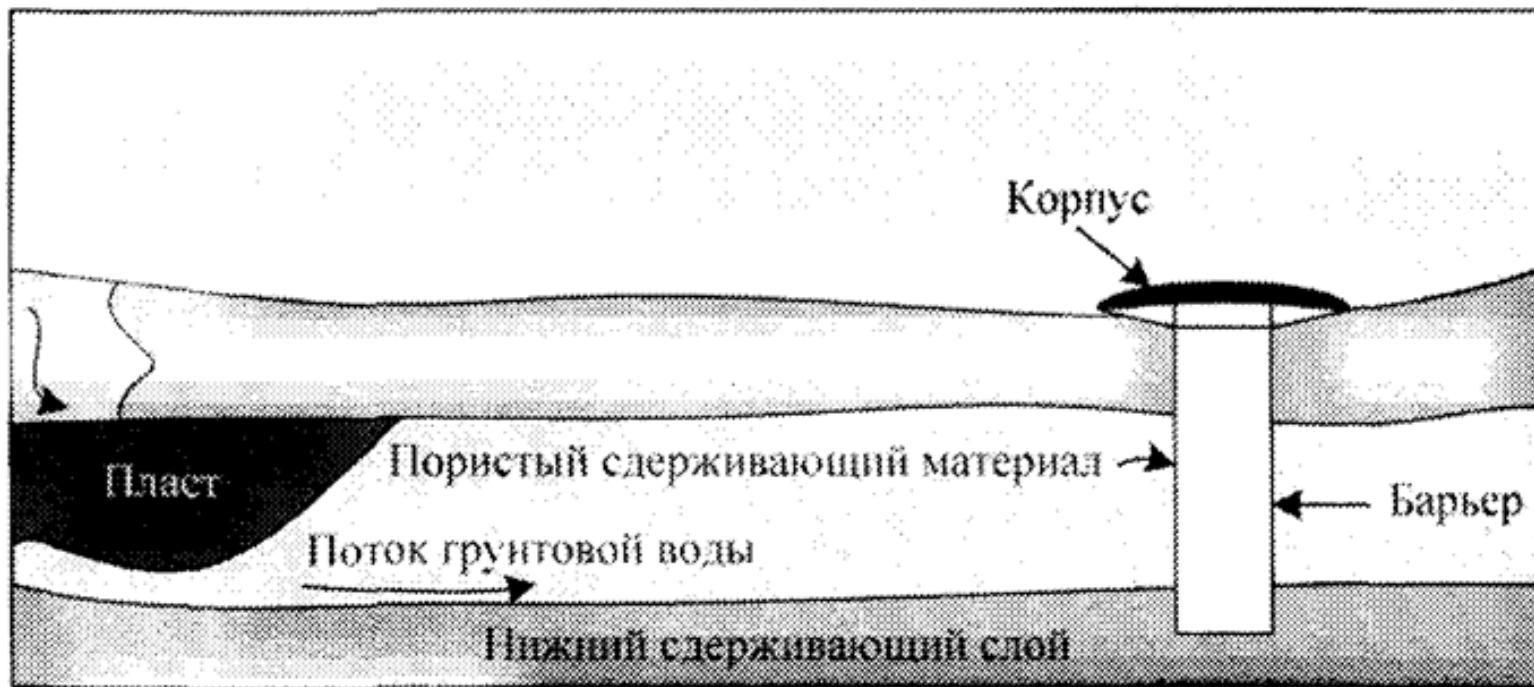 Корпус
Пористый сдерживающий материал
Пласт
Барьер
Поток грунтовой воды
Нижний сдерживающий слой